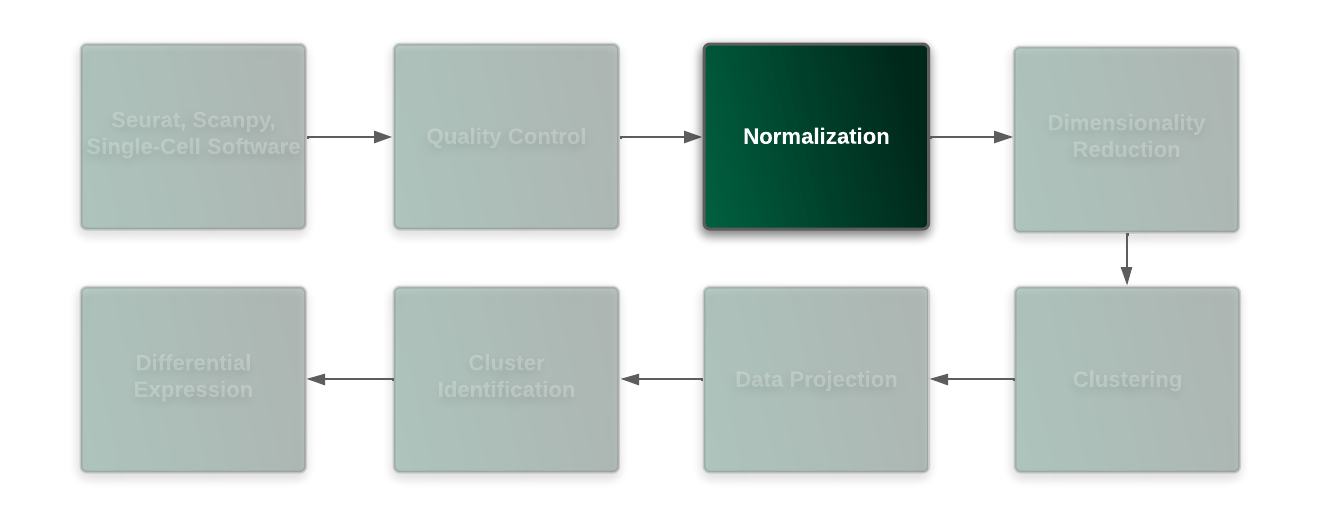 Seurat, Scanpy,
Single-Cell Software
Quality Control
Normalization
Dimensionality
Reduction
Differential
Expression
Cluster
Identification
Data Projection
Clustering